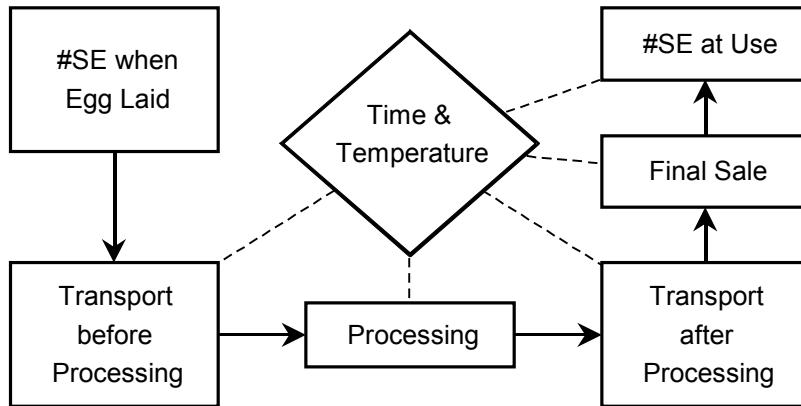 #SE when
Egg Laid
Time &
Temperature
#SE at Use
Final Sale
Transport
before
Processing
Processing
Transport
after
Processing